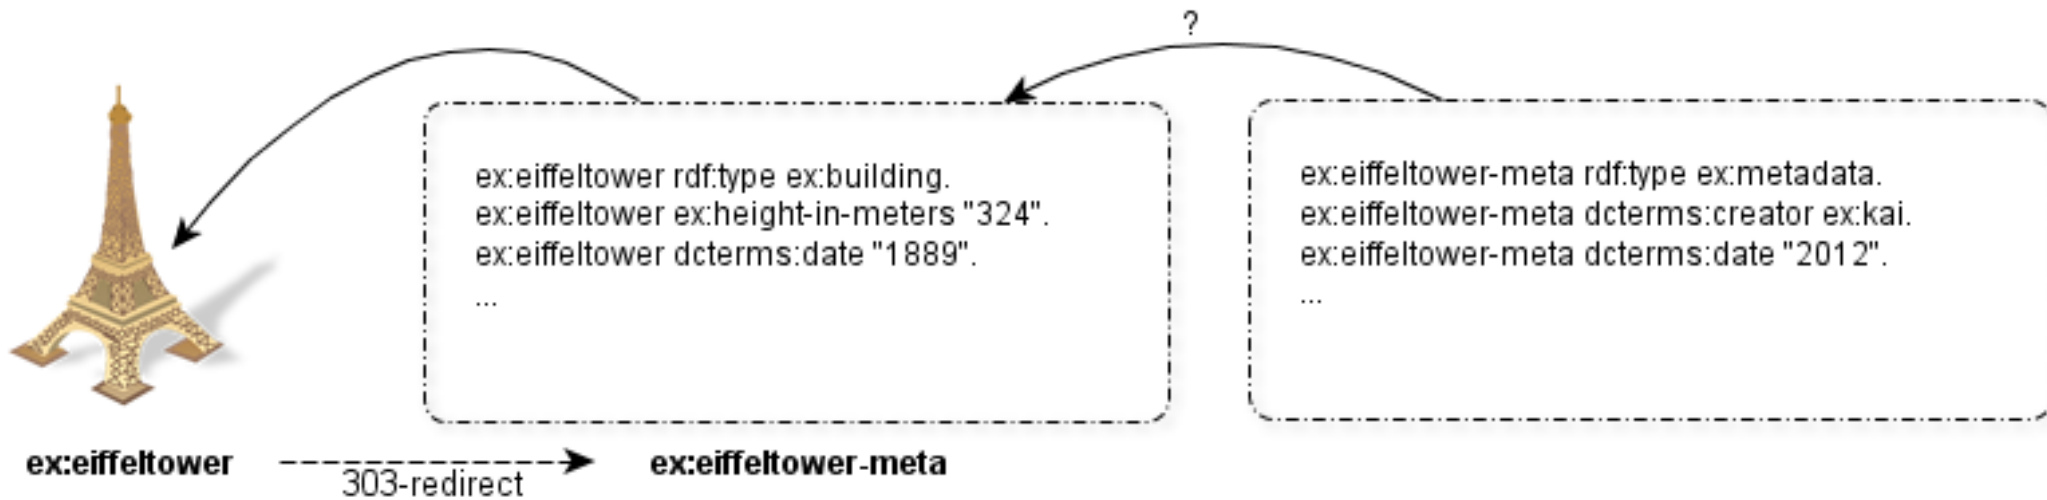 ?
ex:eiffeltower rdf:type ex:building.
ex:eiffeltower ex:height-in-meters "324".
ex:eiffeltower dcterms:date "1889".
...
ex:eiffeltower-meta rdf:type ex:metadata.
ex:eiffeltower-meta dcterms:creator ex:kai.
ex:eiffeltower-meta dcterms:date "2012".
...
ex:eiffeltower
303-redirect
ex:eiffeltower-meta